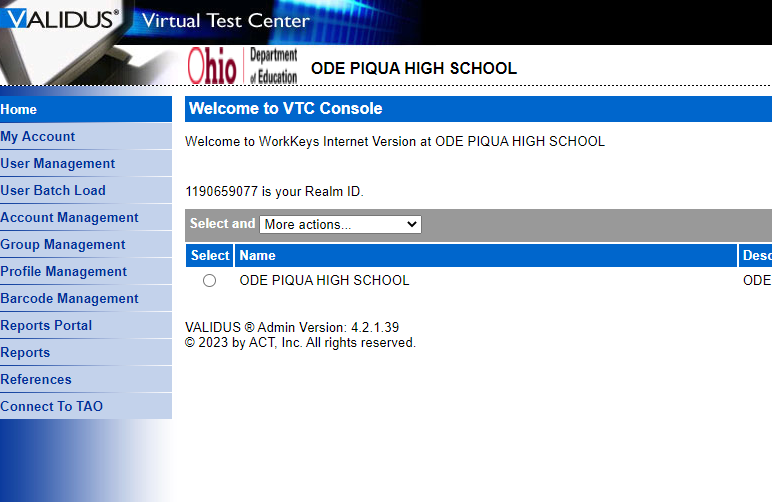 VALIDUS® Virtual Test Center
Ohio Department of Education ODE PIQUA HIGH SCHOOL
Home
My Account
User Management
User Batch Load
Account Management
Group Management
Profile Management
Barcode Management
Reports Portal
Reports
References
Connect To TAO
Welcome to VTC Console
Welcome to WorkKeys Internet Version at ODE PIQUA HIGH SCHOOL
1190659077 is your Realm ID.
Select and More actions...
Select Name Desc
ODE PIQUA HIGH SCHOOL ODE
VALIDUS ® Admin Version: 4.2.1.39
© 2023 by ACT, Inc. All rights reserved.